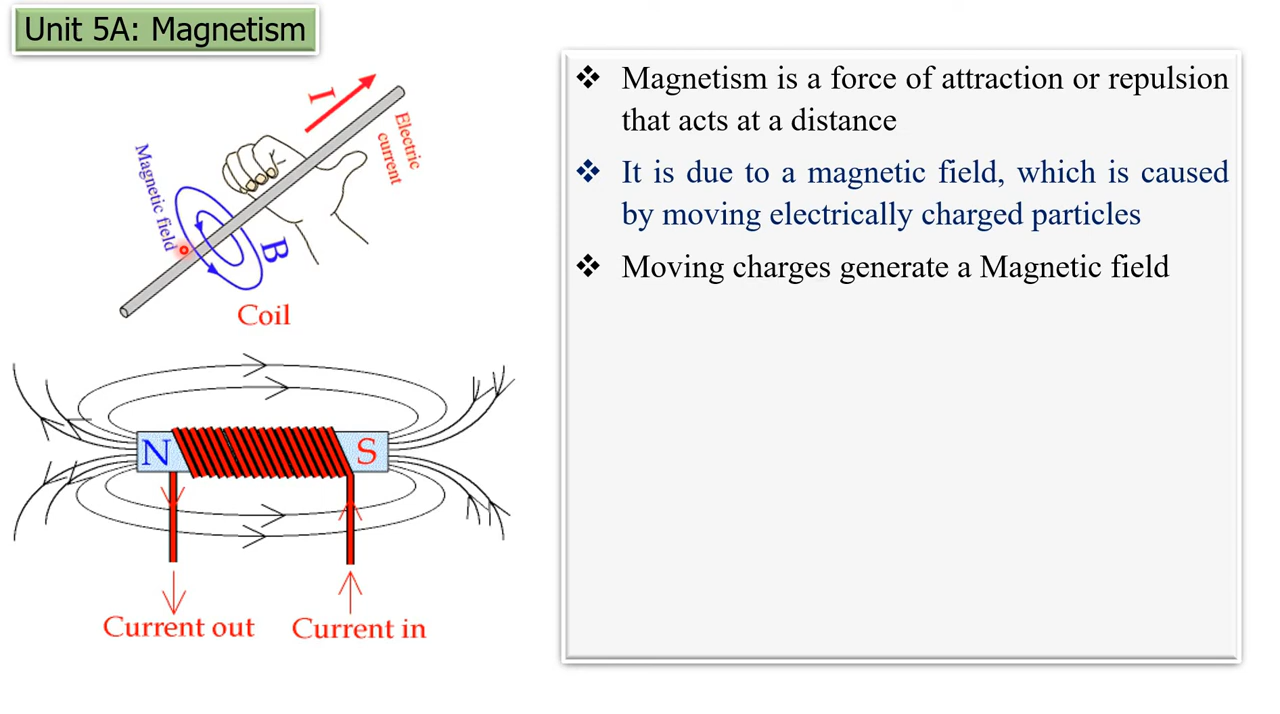 Unit 5A: Magnetism
I
Electric
current
Magnetic field
B
Coil
N
S
Current out
Current in
❖ Magnetism is a force of attraction or repulsion
that acts at a distance
❖ It is due to a magnetic field, which is caused
by moving electrically charged particles
❖ Moving charges generate a Magnetic field